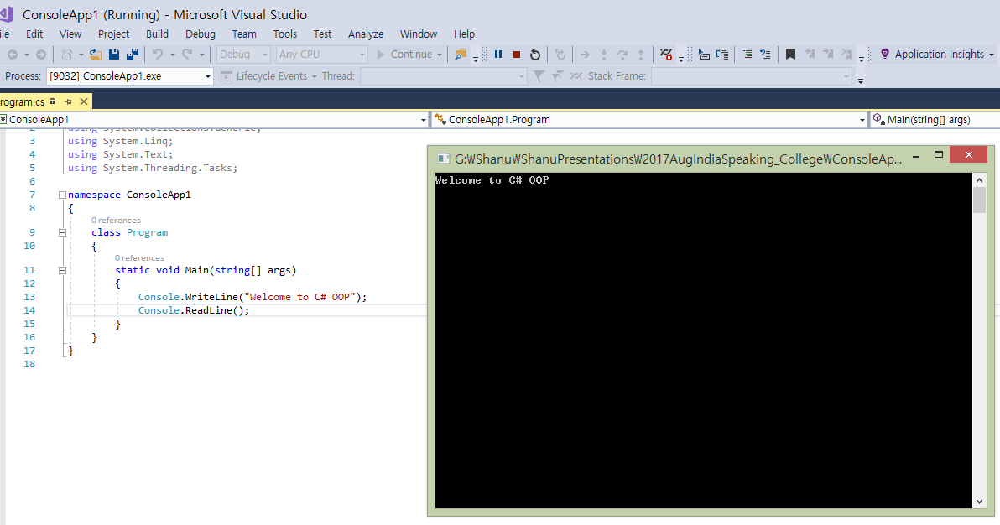 ConsoleApp1 (Running) - Microsoft Visual Studio
ile Edit View Project Build Debug Team Tools Test Analyze Window Help
Debug Any CPU Continue Application Insights
Process: [9032] ConsoleApp1.exe Lifecycle Events Thread: Stack Frame:
rogram.cs
ConsoleApp1 ConsoleApp1.Program Main(string[] args)
2 using System.Collections.Generic;
3 using System.Linq;
4 using System.Text;
5 using System.Threading.Tasks;
6
7 namespace ConsoleApp1
8 {
0 references
9 class Program
10 {
0 references
11 static void Main(string[] args)
12 {
13 Console.WriteLine("Welcome to C# OOP");
14 Console.ReadLine();
15 }
16 }
17 }
18
G:₩Shanu₩ShanuPresentations₩2017AugIndiaSpeaking_College₩ConsoleAp...
Welcome to C# OOP